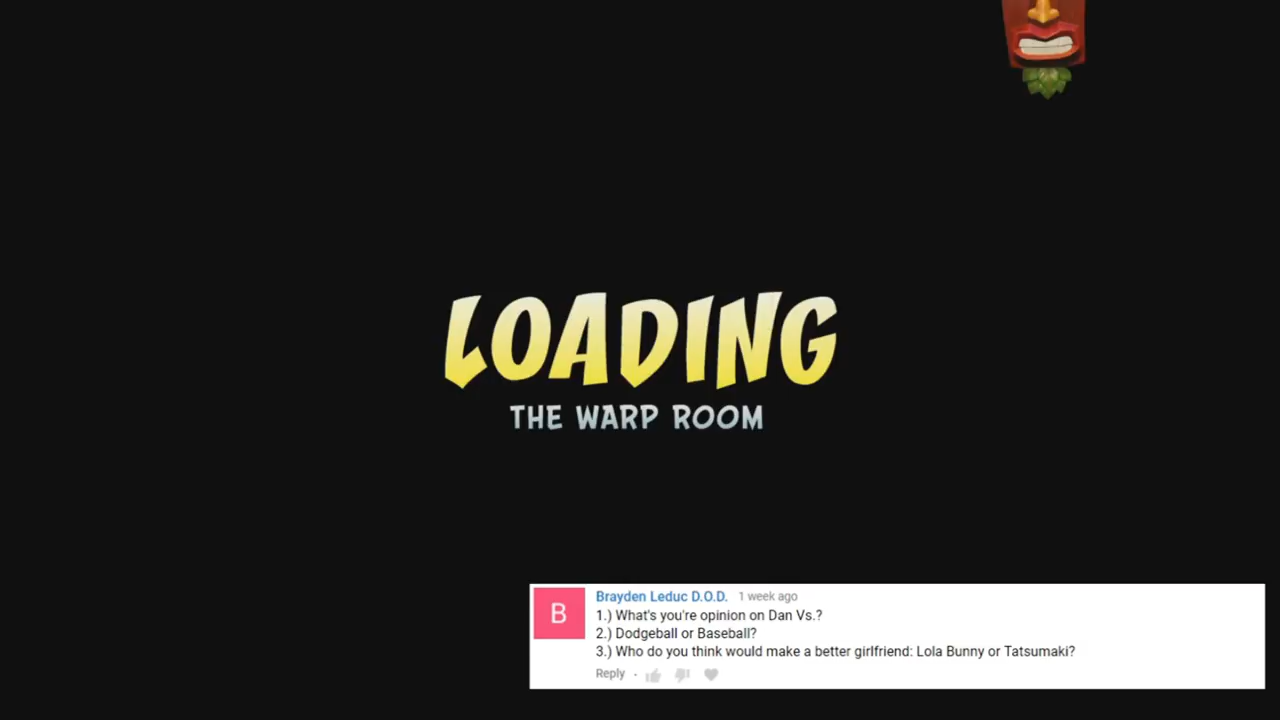 LOADING
THE WARP ROOM
B
Brayden Leduc D.O.D. 1 week ago
1.) What's you're opinion on Dan Vs.?
2.) Dodgeball or Baseball?
3.) Who do you think would make a better girlfriend: Lola Bunny or Tatsumaki?
Reply ·